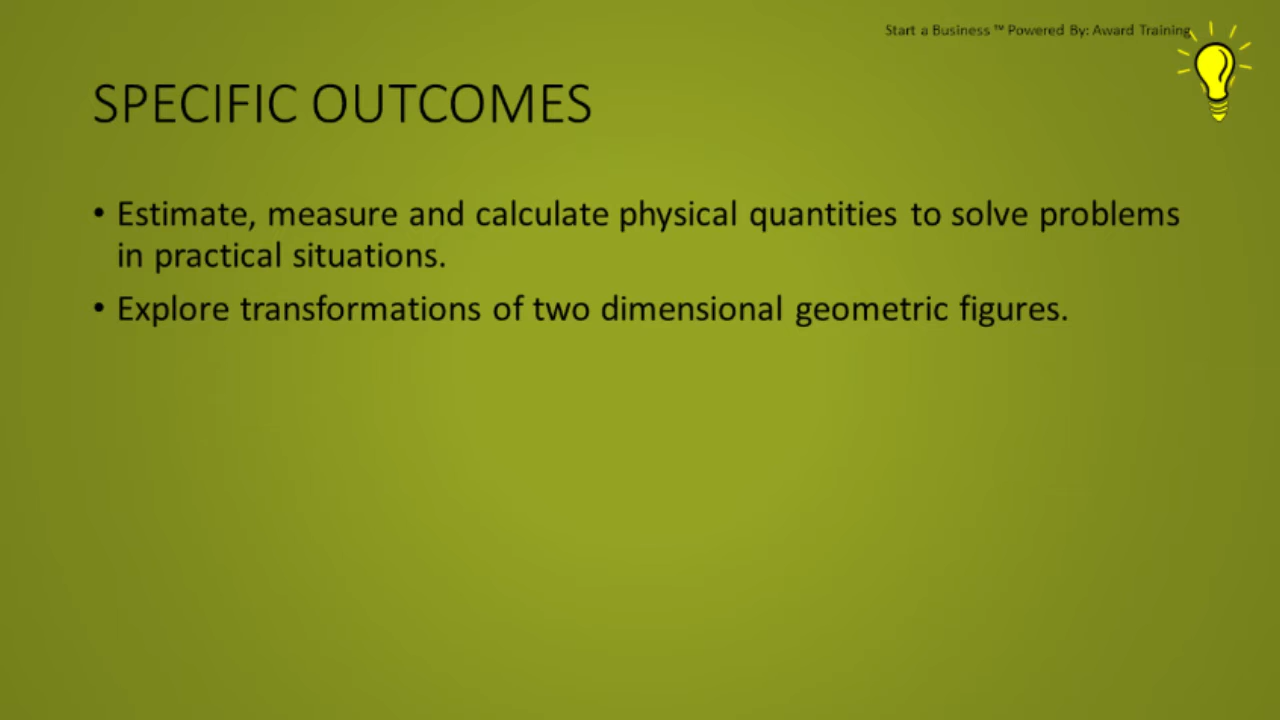 Start a Business ™ Powered By: Award Training
SPECIFIC OUTCOMES
• Estimate, measure and calculate physical quantities to solve problems
in practical situations.
• Explore transformations of two dimensional geometric figures.